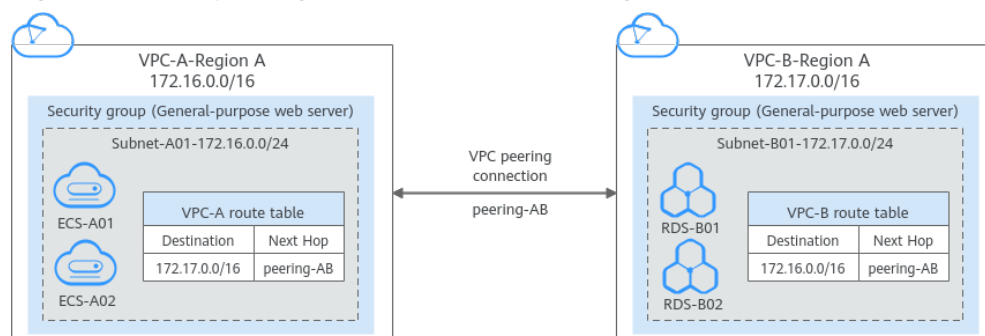 VPC-A-Region A
172.16.0.0/16
Security group (General-purpose web server)
Subnet-A01-172.16.0.0/24
ECS-A01
ECS-A02
VPC-A route table
Destination Next Hop
172.17.0.0/16 peering-AB
VPC peering
connection
peering-AB
VPC-B-Region A
172.17.0.0/16
Security group (General-purpose web server)
Subnet-B01-172.17.0.0/24
RDS-B01
RDS-B02
VPC-B route table
Destination Next Hop
172.16.0.0/16 peering-AB